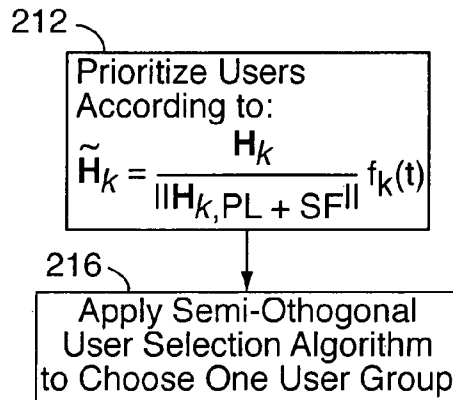 212
Prioritize Users
According to:
H̃k = Hk / ||Hk,PL + SF|| fk(t)
216
Apply Semi-Othogonal
User Selection Algorithm
to Choose One User Group